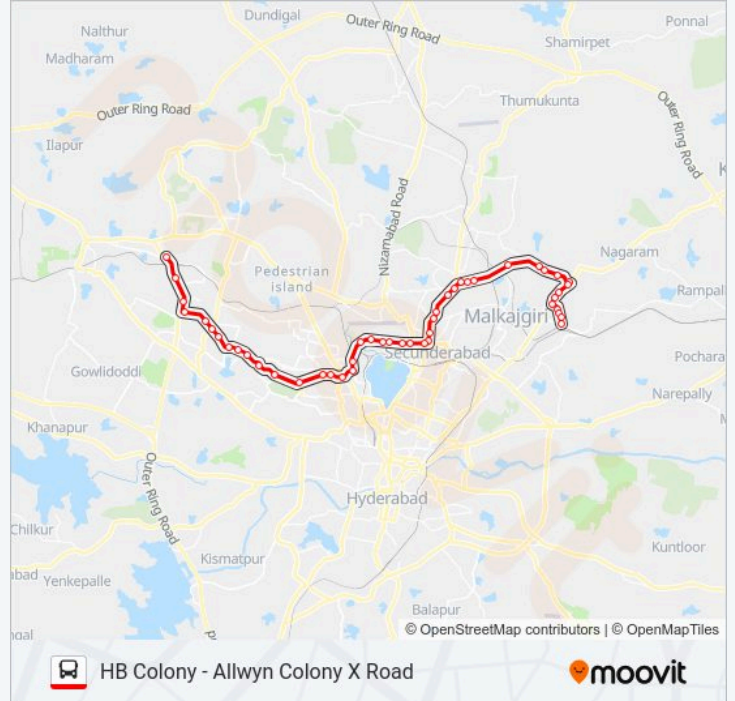 Dundigal
Ponnal
Nalthur
Outer Ring Road
Shamirpet
Madharam
Thumukunta
Outer Ring Road
Outer Ring Road
Ilapur
Nizamabad Road
Nagaram
Pedestrian
island
Rampal
Malkajgiri
Secunderabad
Pochara
Gowlidoddi
Narepally
Khanapur
Outer Ring Road
Hyderabad
Chilkur
Kismatpur
Kuntloor
abad
Yenkepalle
Balapur
© OpenStreetMap contributors | © OpenMapTiles
HB Colony - Allwyn Colony X Road
moovit